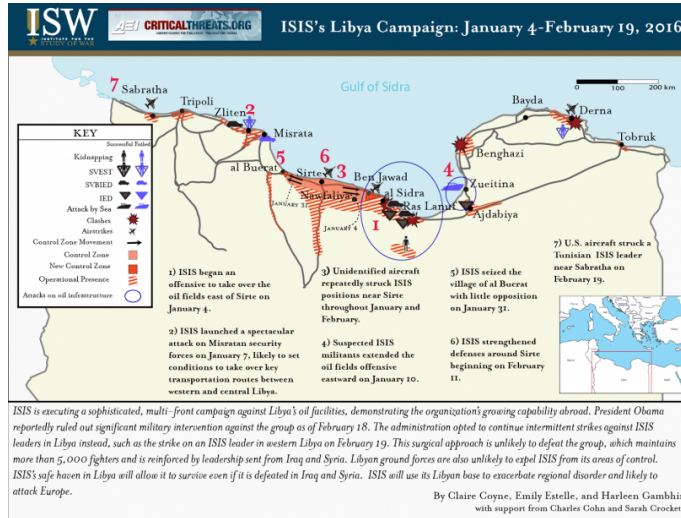 ISW
INSTITUTE FOR THE
STUDY OF WAR
AEI
CRITICALTHREATS.ORG
ISIS's Libya Campaign: January 4-February 19, 2016
Gulf of Sidra
0 100 200 km
7
Sabratha
Tripoli
Zliten
2
Misrata
Bayda
Derna
Tobruk
Benghazi
al Buerat
5
Sirte
6
3
Ben Jawad
Nawfaliya
al Sidra
Ras Lanuf
4
Zueitina
Ajdabiya
1
JANUARY 31
JANUARY 4
KEY
Successful Foiled
Kidnapping
SVEST
SVBIED
IED
Attack by Sea
Clashes
Airstrikes
Control Zone Movement
Control Zone
New Control Zone
Operational Presence
Attacks on oil infrastructure
1) ISIS began an
offensive to take over the
oil fields east of Sirte on
January 4.
2) ISIS launched a spectacular
attack on Misratan security
forces on January 7, likely to set
conditions to take over key
transportation routes between
western and central Libya.
3) Unidentified aircraft
repeatedly struck ISIS
positions near Sirte
throughout January and
February.
4) Suspected ISIS
militants extended the
oil fields offensive
eastward on January 10.
5) ISIS seized the
village of al Buerat
with little opposition
on January 31.
6) ISIS strengthened
defenses around Sirte
beginning on February
11.
7) U.S. aircraft struck a
Tunisian ISIS leader
near Sabratha on
February 19.
ISIS is executing a sophisticated, multi-front campaign against Libya's oil facilities, demonstrating the organization's growing capability abroad. President Obama
reportedly ruled out significant military intervention against the group as of February 18. The administration opted to continue intermittent strikes against ISIS
leaders in Libya instead, such as the strike on an ISIS leader in western Libya on February 19. This surgical approach is unlikely to defeat the group, which maintains
more than 5,000 fighters and is reinforced by leadership sent from Iraq and Syria. Libyan ground forces are also unlikely to expel ISIS from its areas of control.
ISIS's safe haven in Libya will allow it to survive even if it is defeated in Iraq and Syria. ISIS will use its Libyan base to exacerbate regional disorder and likely to
attack Europe.
By Claire Coyne, Emily Estelle, and Harleen Gambhir
with support from Charles Cohn and Sarah Crocket